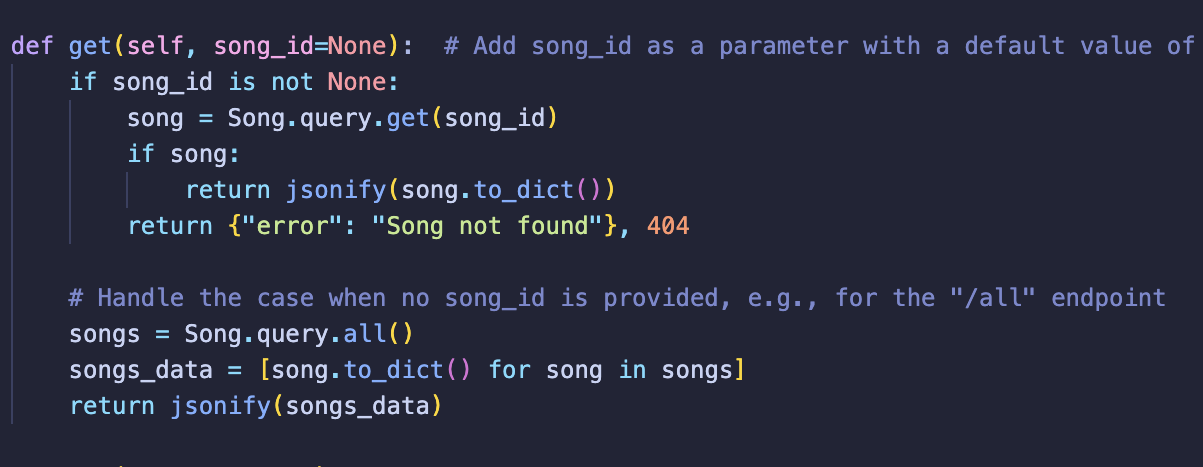 def get(self, song_id=None):  # Add song_id as a parameter with a default value of
    if song_id is not None:
        song = Song.query.get(song_id)
        if song:
            return jsonify(song.to_dict())
        return {"error": "Song not found"}, 404

    # Handle the case when no song_id is provided, e.g., for the "/all" endpoint
    songs = Song.query.all()
    songs_data = [song.to_dict() for song in songs]
    return jsonify(songs_data)